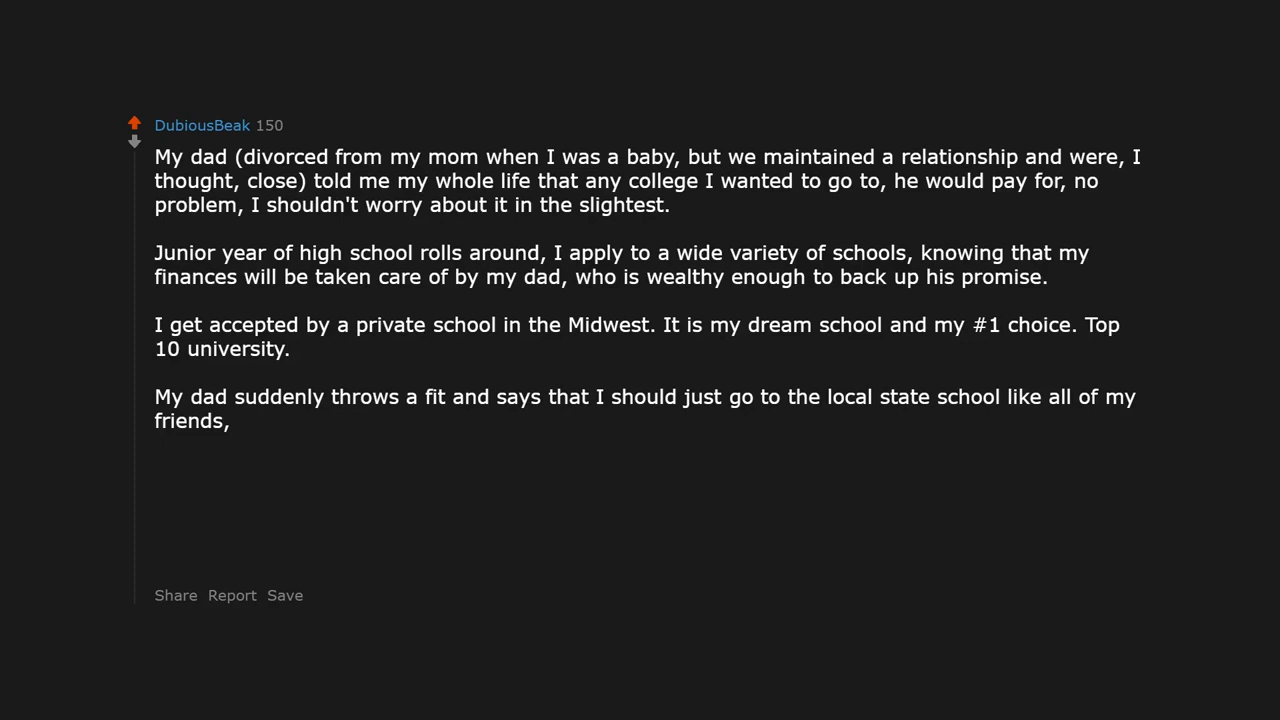 DubiousBeak 150
My dad (divorced from my mom when I was a baby, but we maintained a relationship and were, I
thought, close) told me my whole life that any college I wanted to go to, he would pay for, no
problem, I shouldn't worry about it in the slightest.
Junior year of high school rolls around, I apply to a wide variety of schools, knowing that my
finances will be taken care of by my dad, who is wealthy enough to back up his promise.
I get accepted by a private school in the Midwest. It is my dream school and my #1 choice. Top
10 university.
My dad suddenly throws a fit and says that I should just go to the local state school like all of my
friends,
Share Report Save